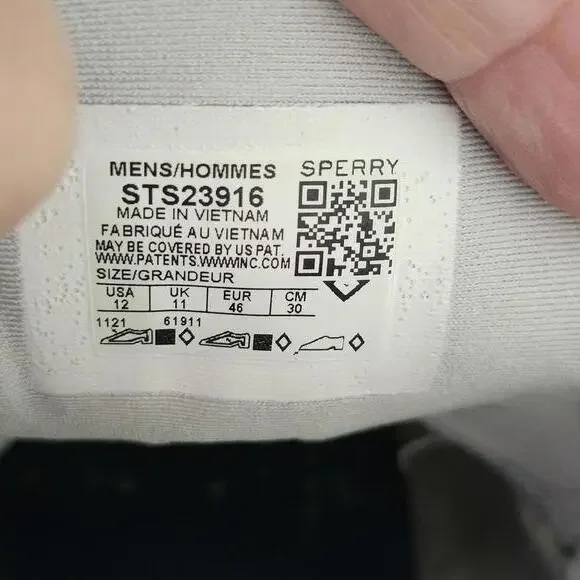 MENS/HOMMES SPERRY
STS23916
MADE IN VIETNAM
FABRIQUÉ AU VIETNAM
MAY BE COVERED BY US PAT.
WWW.PATENTS.WWWINC.COM
SIZE/GRANDEUR
USA UK EUR CM
12 11 46 30
1121 61911